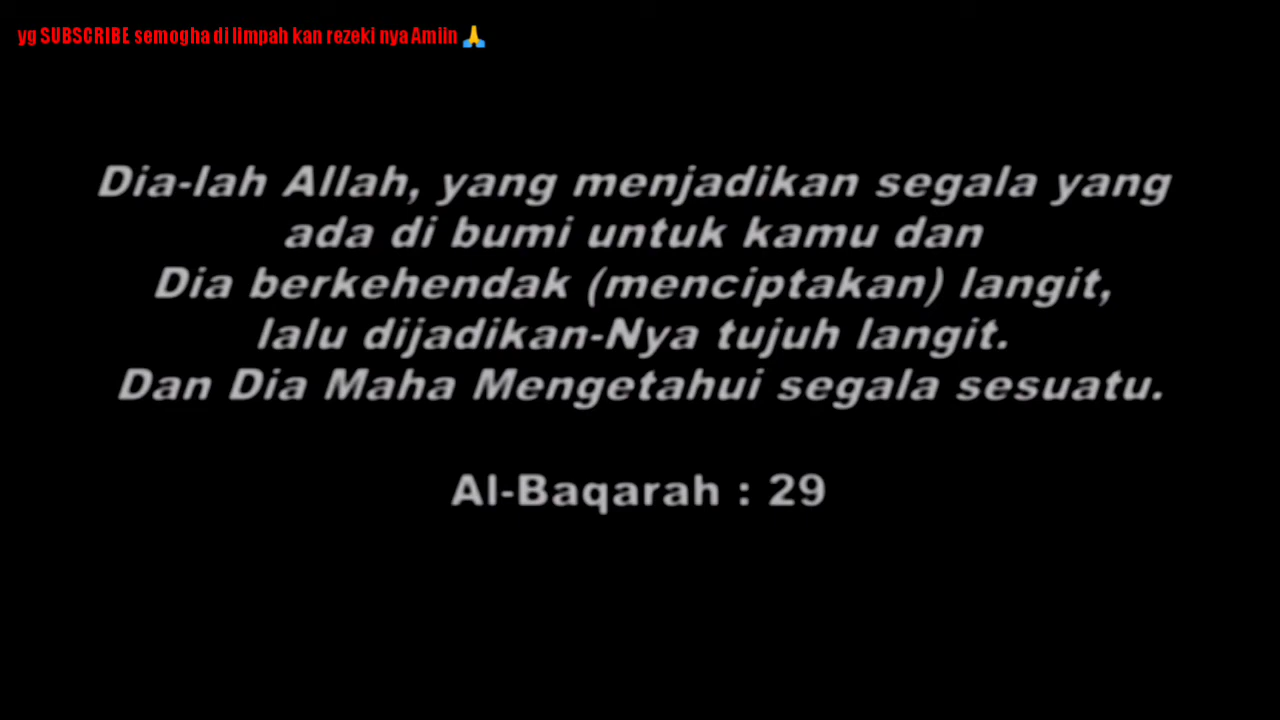 yg SUBSCRIBE semogha di limpah kan rezeki nya Amiin 🙏
Dia-lah Allah, yang menjadikan segala yang
ada di bumi untuk kamu dan
Dia berkehendak (menciptakan) langit,
lalu dijadikan-Nya tujuh langit.
Dan Dia Maha Mengetahui segala sesuatu.
Al-Baqarah : 29